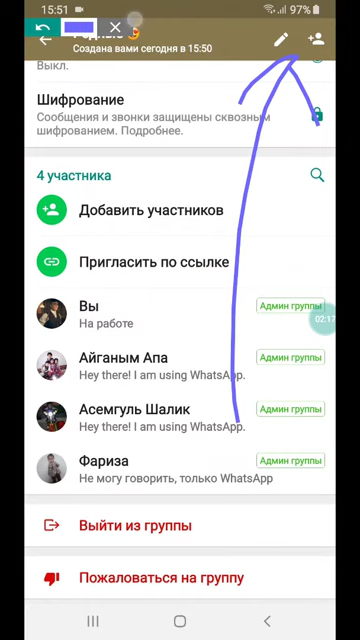 15:51
97%
Создана вами сегодня в 15:50
Выкл.
Шифрование
Сообщения и звонки защищены сквозным
шифрованием. Подробнее.
4 участника
Добавить участников
Пригласить по ссылке
Вы
Админ группы
На работе
02:17
Айганым Апа
Админ группы
Hey there! I am using WhatsApp.
Асемгуль Шалик
Админ группы
Hey there! I am using WhatsApp.
Фариза
Админ группы
Не могу говорить, только WhatsApp
Выйти из группы
Пожаловаться на группу